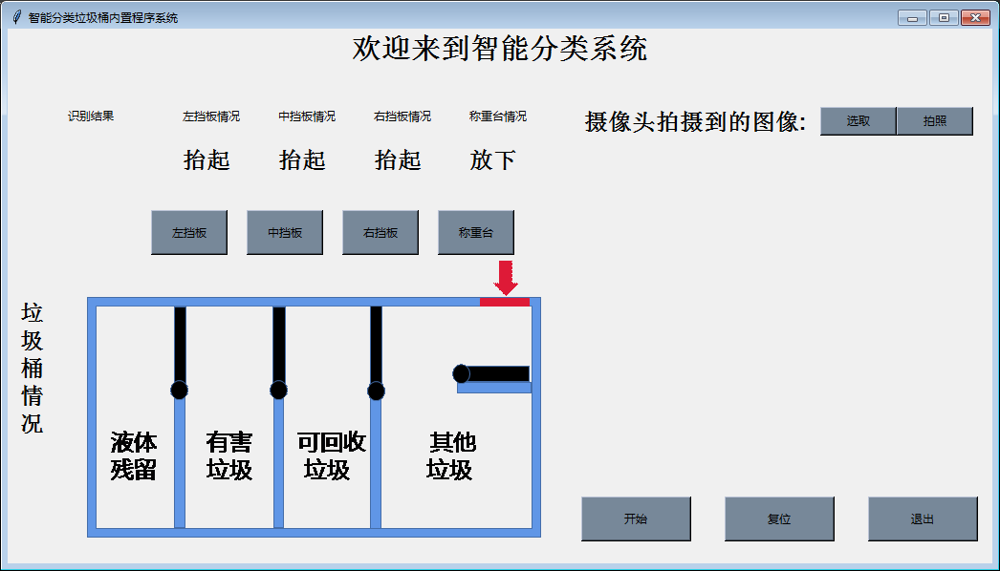 智能分类垃圾桶内置程序系统
欢迎来到智能分类系统
识别结果
左挡板情况
中挡板情况
右挡板情况
称重台情况
摄像头拍摄到的图像:
选取
拍照
抬起
抬起
抬起
放下
左挡板
中挡板
右挡板
称重台
垃
圾
桶
情
况
液体
残留
有害
垃圾
可回收
垃圾
其他
垃圾
开始
复位
退出